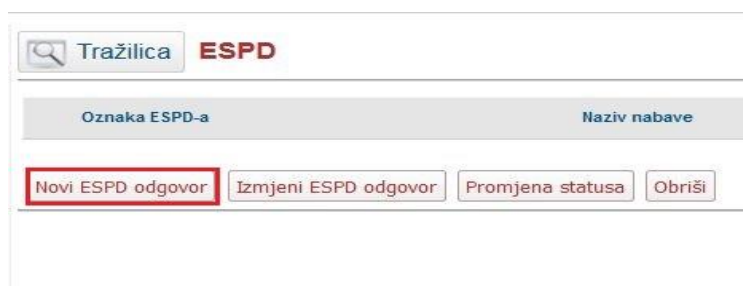 Tražilica ESPD
Oznaka ESPD-a Naziv nabave
Novi ESPD odgovor Izmjeni ESPD odgovor Promjena statusa Obriši